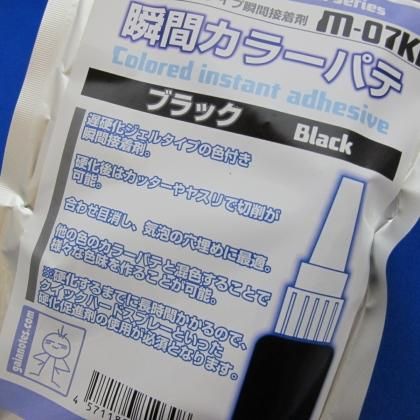 series
イプ瞬間接着剤
M-07K
瞬間カラーパテ
Colored instant adhesive
ブラック Black
遅硬化ジェルタイプの色付き
瞬間接着剤。
硬化後はカッターやヤスリで切削が
可能。
合わせ目消し、気泡の穴埋めに最適。
他の色のカラーパテと混合することで
様々な色味を作ることが可能。
※硬化するまでに長時間かかるので、
クイックハードスプレーといった
硬化促進剤の使用が必須となります。
gaianotes.com
4 57118